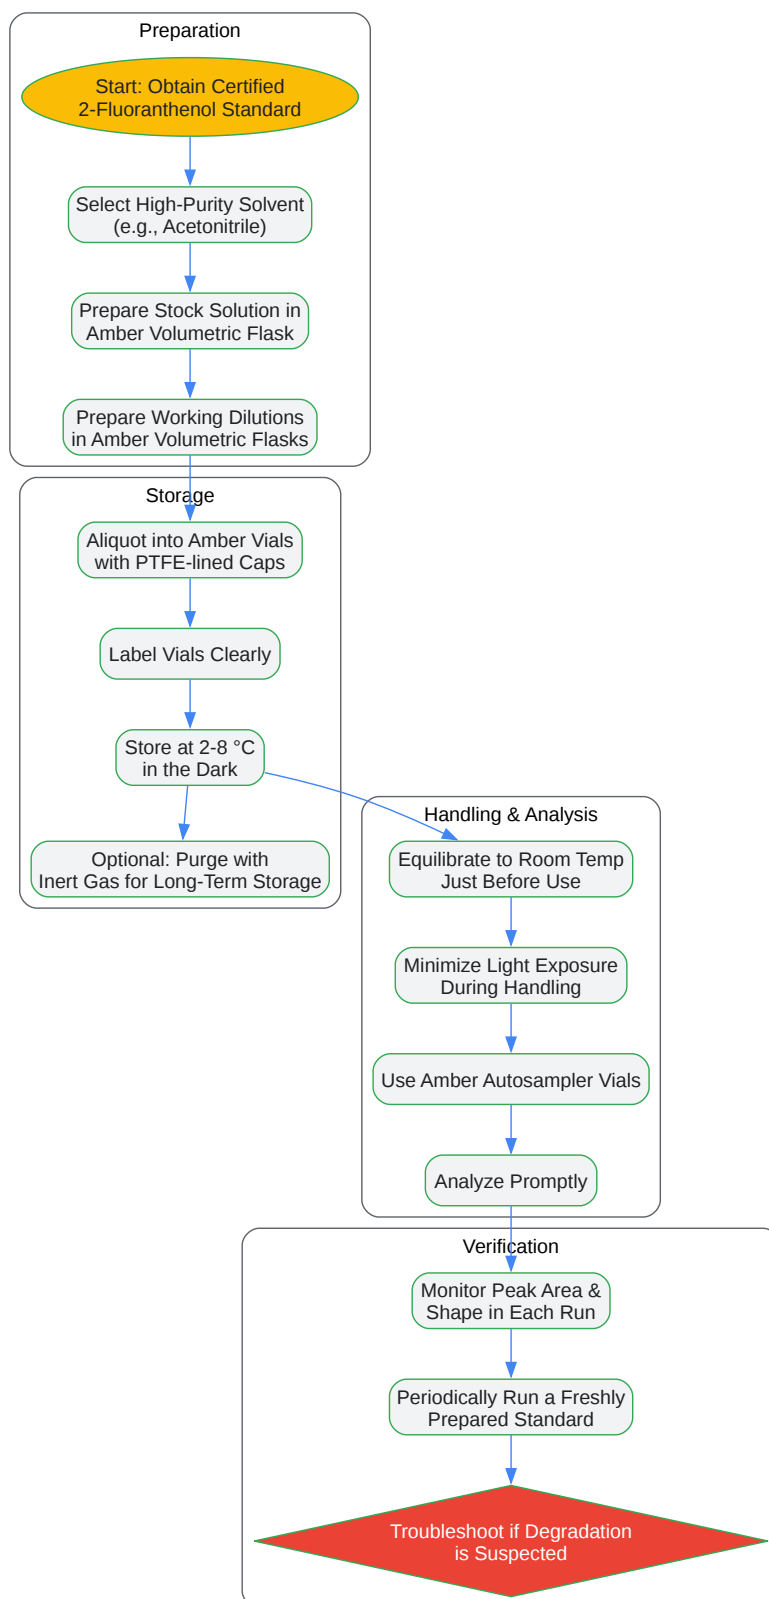 Preparation
Start: Obtain Certified
2-Fluoranthenol Standard
Select High-Purity Solvent
(e.g., Acetonitrile)
Prepare Stock Solution in
Amber Volumetric Flask
Prepare Working Dilutions
in Amber Volumetric Flasks
Storage
Aliquot into Amber Vials
with PTFE-lined Caps
Label Vials Clearly
Store at 2-8 °C
in the Dark
Optional: Purge with
Inert Gas for Long-Term Storage
Handling & Analysis
Equilibrate to Room Temp
Just Before Use
Minimize Light Exposure
During Handling
Use Amber Autosampler Vials
Analyze Promptly
Verification
Monitor Peak Area &
Shape in Each Run
Periodically Run a Freshly
Prepared Standard
Troubleshoot if Degradation
is Suspected